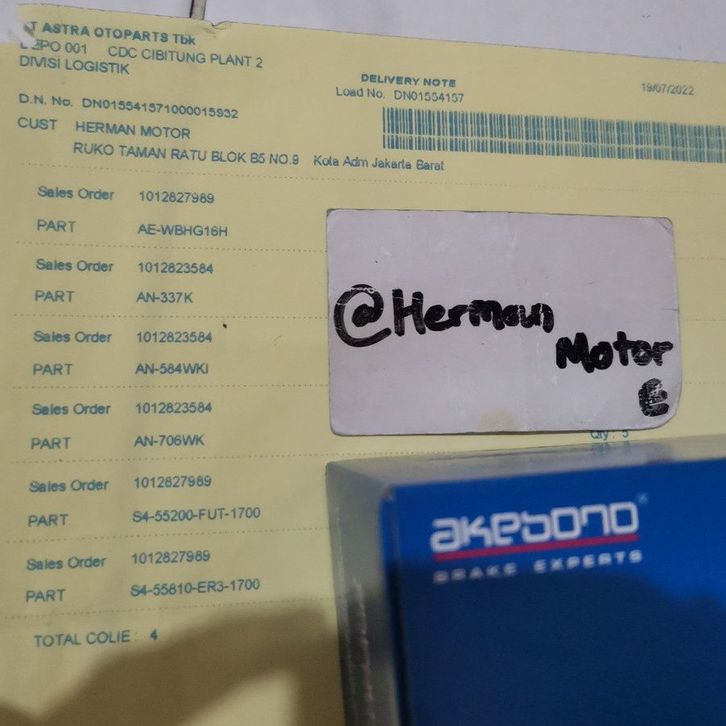 T ASTRA OTOPARTS Tbk
DEPO 001 CDC CIBITUNG PLANT 2
DIVISI LOGISTIK
DELIVERY NOTE
19/07/2022
Load No. DN01554157
D.N. No. DN015541571000015932
CUST HERMAN MOTOR
RUKO TAMAN RATU BLOK B5 NO.9 Kota Adm Jakarta Barat
Sales Order 1012827989
PART AE-WBHG16H
Sales Order 1012823584
PART AN-337K
Sales Order 1012823584
PART AN-584WKI
Sales Order 1012823584
PART AN-706WK
Sales Order 1012827989
PART S4-55200-FUT-1700
Sales Order 1012827989
PART S4-55810-ER3-1700
TOTAL COLIE : 4
@Herman
Motor
E
Qty : 5
akebono
BRAKE EXPERTS